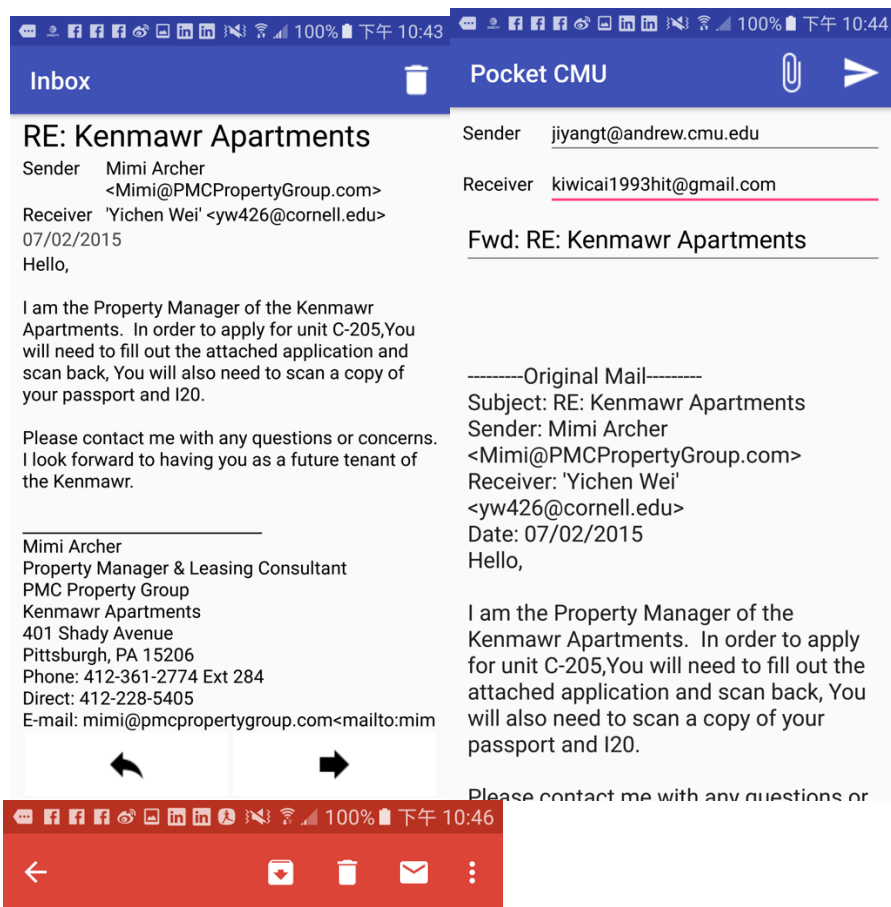 100% 下午 10:43
Inbox
RE: Kenmawr Apartments
Sender Mimi Archer
<Mimi@PMCPropertyGroup.com>
Receiver 'Yichen Wei' <yw426@cornell.edu>
07/02/2015
Hello,
I am the Property Manager of the Kenmawr
Apartments.  In order to apply for unit C-205,You
will need to fill out the attached application and
scan back, You will also need to scan a copy of
your passport and I20.
Please contact me with any questions or concerns.
I look forward to having you as a future tenant of
the Kenmawr.
Mimi Archer
Property Manager & Leasing Consultant
PMC Property Group
Kenmawr Apartments
401 Shady Avenue
Pittsburgh, PA 15206
Phone: 412-361-2774 Ext 284
Direct: 412-228-5405
E-mail: mimi@pmcpropertygroup.com<mailto:mim
100% 下午 10:44
Pocket CMU
Sender jiyangt@andrew.cmu.edu
Receiver kiwicai1993hit@gmail.com
Fwd: RE: Kenmawr Apartments
---------Original Mail---------
Subject: RE: Kenmawr Apartments
Sender: Mimi Archer
<Mimi@PMCPropertyGroup.com>
Receiver: 'Yichen Wei'
<yw426@cornell.edu>
Date: 07/02/2015
Hello,
I am the Property Manager of the
Kenmawr Apartments.  In order to apply
for unit C-205,You will need to fill out the
attached application and scan back, You
will also need to scan a copy of your
passport and I20.
Please contact me with any questions or
100% 下午 10:46